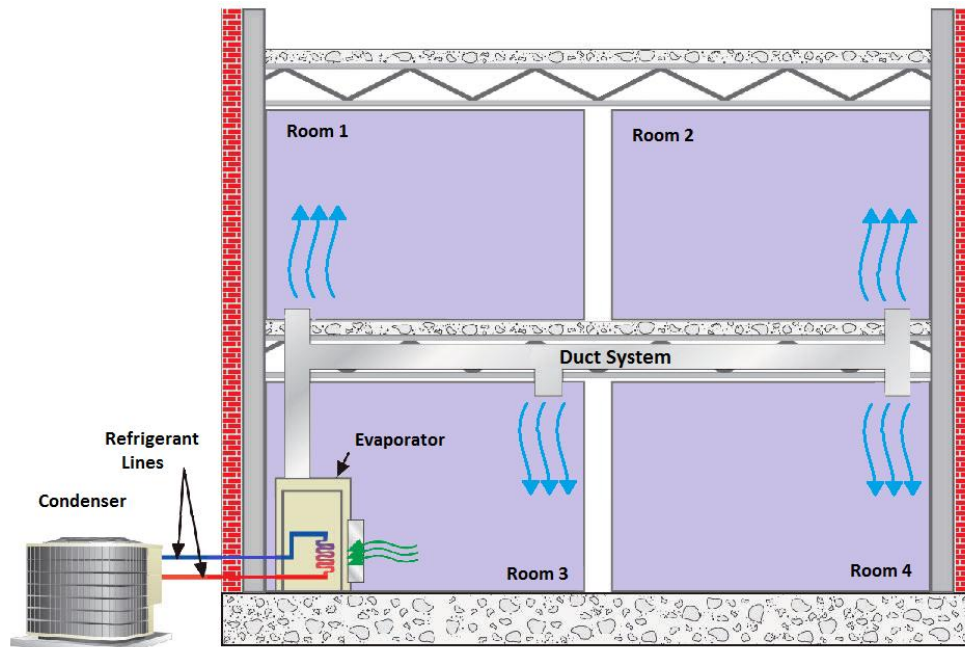 Room 1
Room 2
Duct System
Refrigerant
Lines
Evaporator
Condenser
Room 3
Room 4